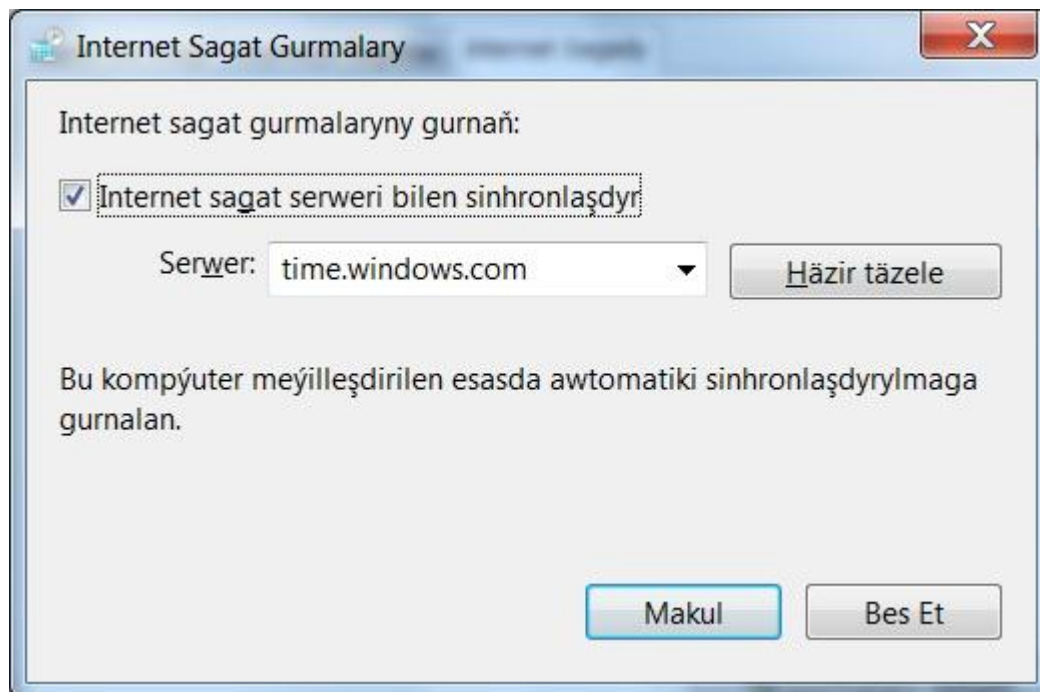 Internet Sagat Gurmalary
Internet sagat gurmalaryny gurnaň:
Internet sagat serweri bilen sinhronlaşdyr
Serwer: time.windows.com Häzir täzele
Bu kompýuter meýilleşdirilen esasda awtomatiki sinhronlaşdyrylmaga
gurnalan.
Makul Bes Et